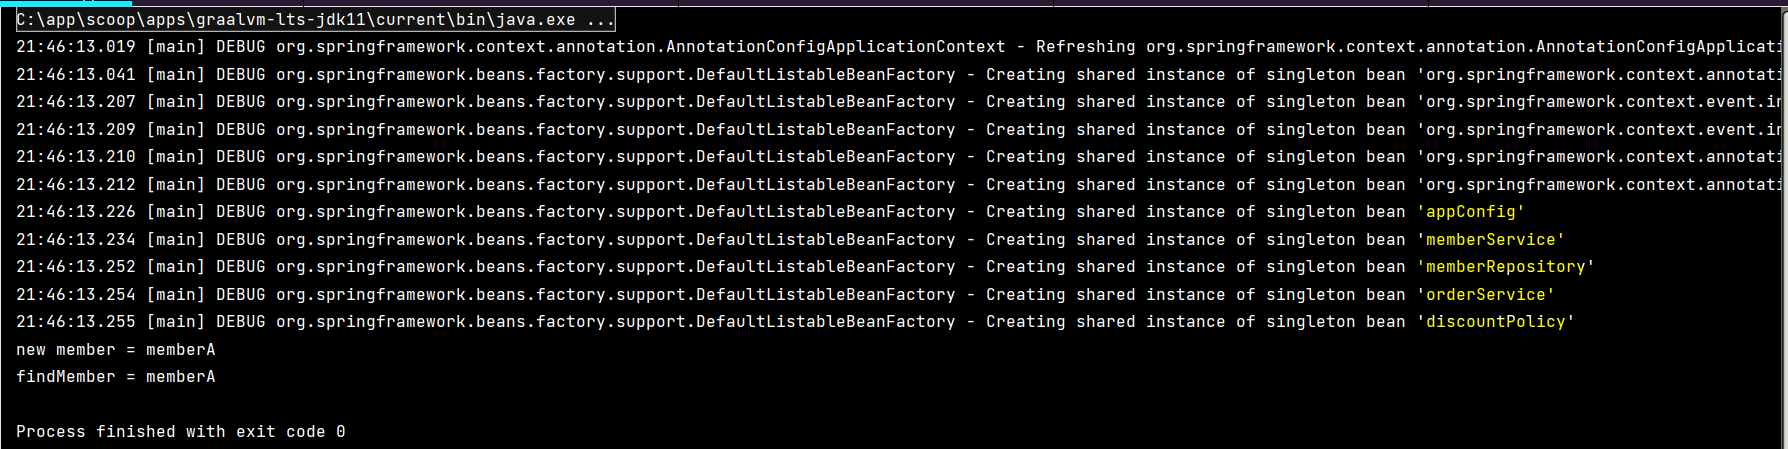 C:\app\scoop\apps\graalvm-lts-jdk11\current\bin\java.exe ...
21:46:13.019 [main] DEBUG org.springframework.context.annotation.AnnotationConfigApplicationContext - Refreshing org.springframework.context.annotation.AnnotationConfigApplicati
21:46:13.041 [main] DEBUG org.springframework.beans.factory.support.DefaultListableBeanFactory - Creating shared instance of singleton bean 'org.springframework.context.annotati
21:46:13.207 [main] DEBUG org.springframework.beans.factory.support.DefaultListableBeanFactory - Creating shared instance of singleton bean 'org.springframework.context.event.in
21:46:13.209 [main] DEBUG org.springframework.beans.factory.support.DefaultListableBeanFactory - Creating shared instance of singleton bean 'org.springframework.context.event.in
21:46:13.210 [main] DEBUG org.springframework.beans.factory.support.DefaultListableBeanFactory - Creating shared instance of singleton bean 'org.springframework.context.annotati
21:46:13.212 [main] DEBUG org.springframework.beans.factory.support.DefaultListableBeanFactory - Creating shared instance of singleton bean 'org.springframework.context.annotati
21:46:13.226 [main] DEBUG org.springframework.beans.factory.support.DefaultListableBeanFactory - Creating shared instance of singleton bean 'appConfig'
21:46:13.234 [main] DEBUG org.springframework.beans.factory.support.DefaultListableBeanFactory - Creating shared instance of singleton bean 'memberService'
21:46:13.252 [main] DEBUG org.springframework.beans.factory.support.DefaultListableBeanFactory - Creating shared instance of singleton bean 'memberRepository'
21:46:13.254 [main] DEBUG org.springframework.beans.factory.support.DefaultListableBeanFactory - Creating shared instance of singleton bean 'orderService'
21:46:13.255 [main] DEBUG org.springframework.beans.factory.support.DefaultListableBeanFactory - Creating shared instance of singleton bean 'discountPolicy'
new member = memberA
findMember = memberA
Process finished with exit code 0